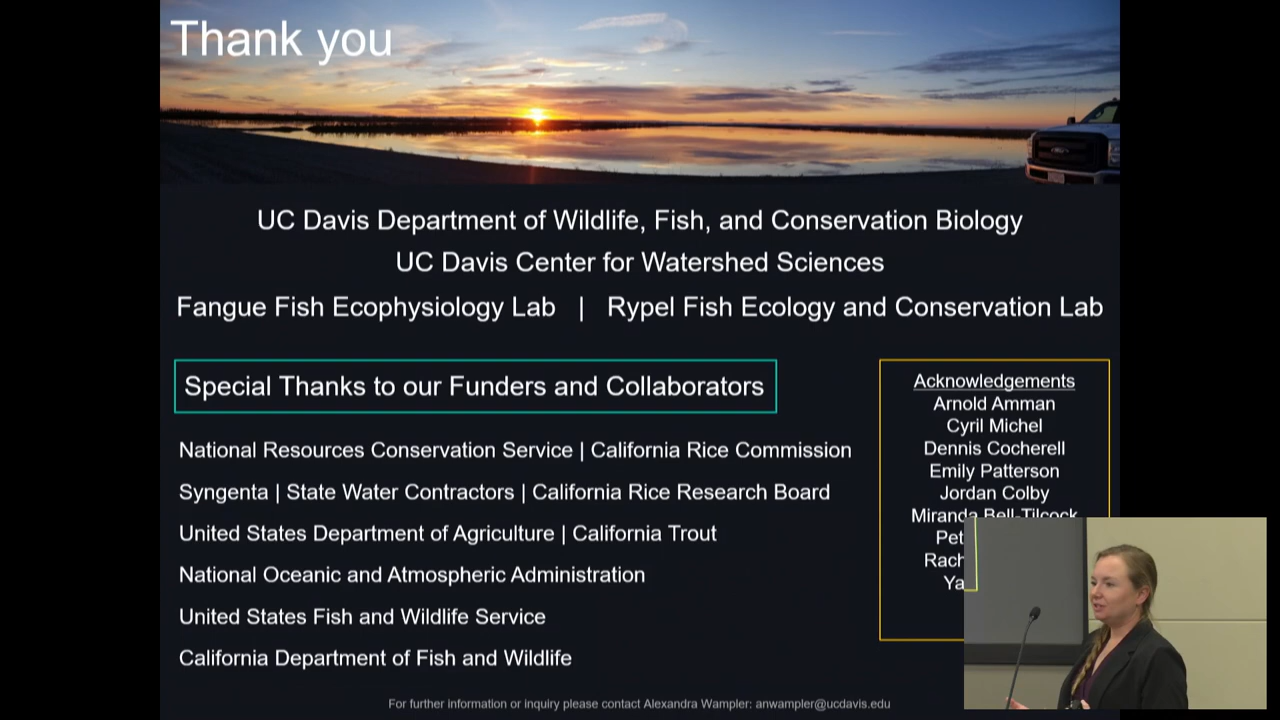 Thank you
UC Davis Department of Wildlife, Fish, and Conservation Biology
UC Davis Center for Watershed Sciences
Fangue Fish Ecophysiology Lab | Rypel Fish Ecology and Conservation Lab
Special Thanks to our Funders and Collaborators
National Resources Conservation Service | California Rice Commission
Syngenta | State Water Contractors | California Rice Research Board
United States Department of Agriculture | California Trout
National Oceanic and Atmospheric Administration
United States Fish and Wildlife Service
California Department of Fish and Wildlife
Acknowledgements
Arnold Amman
Cyril Michel
Dennis Cocherell
Emily Patterson
Jordan Colby
Miranda Bell-Tilcock
For further information or inquiry please contact Alexandra Wampler: anwampler@ucdavis.edu